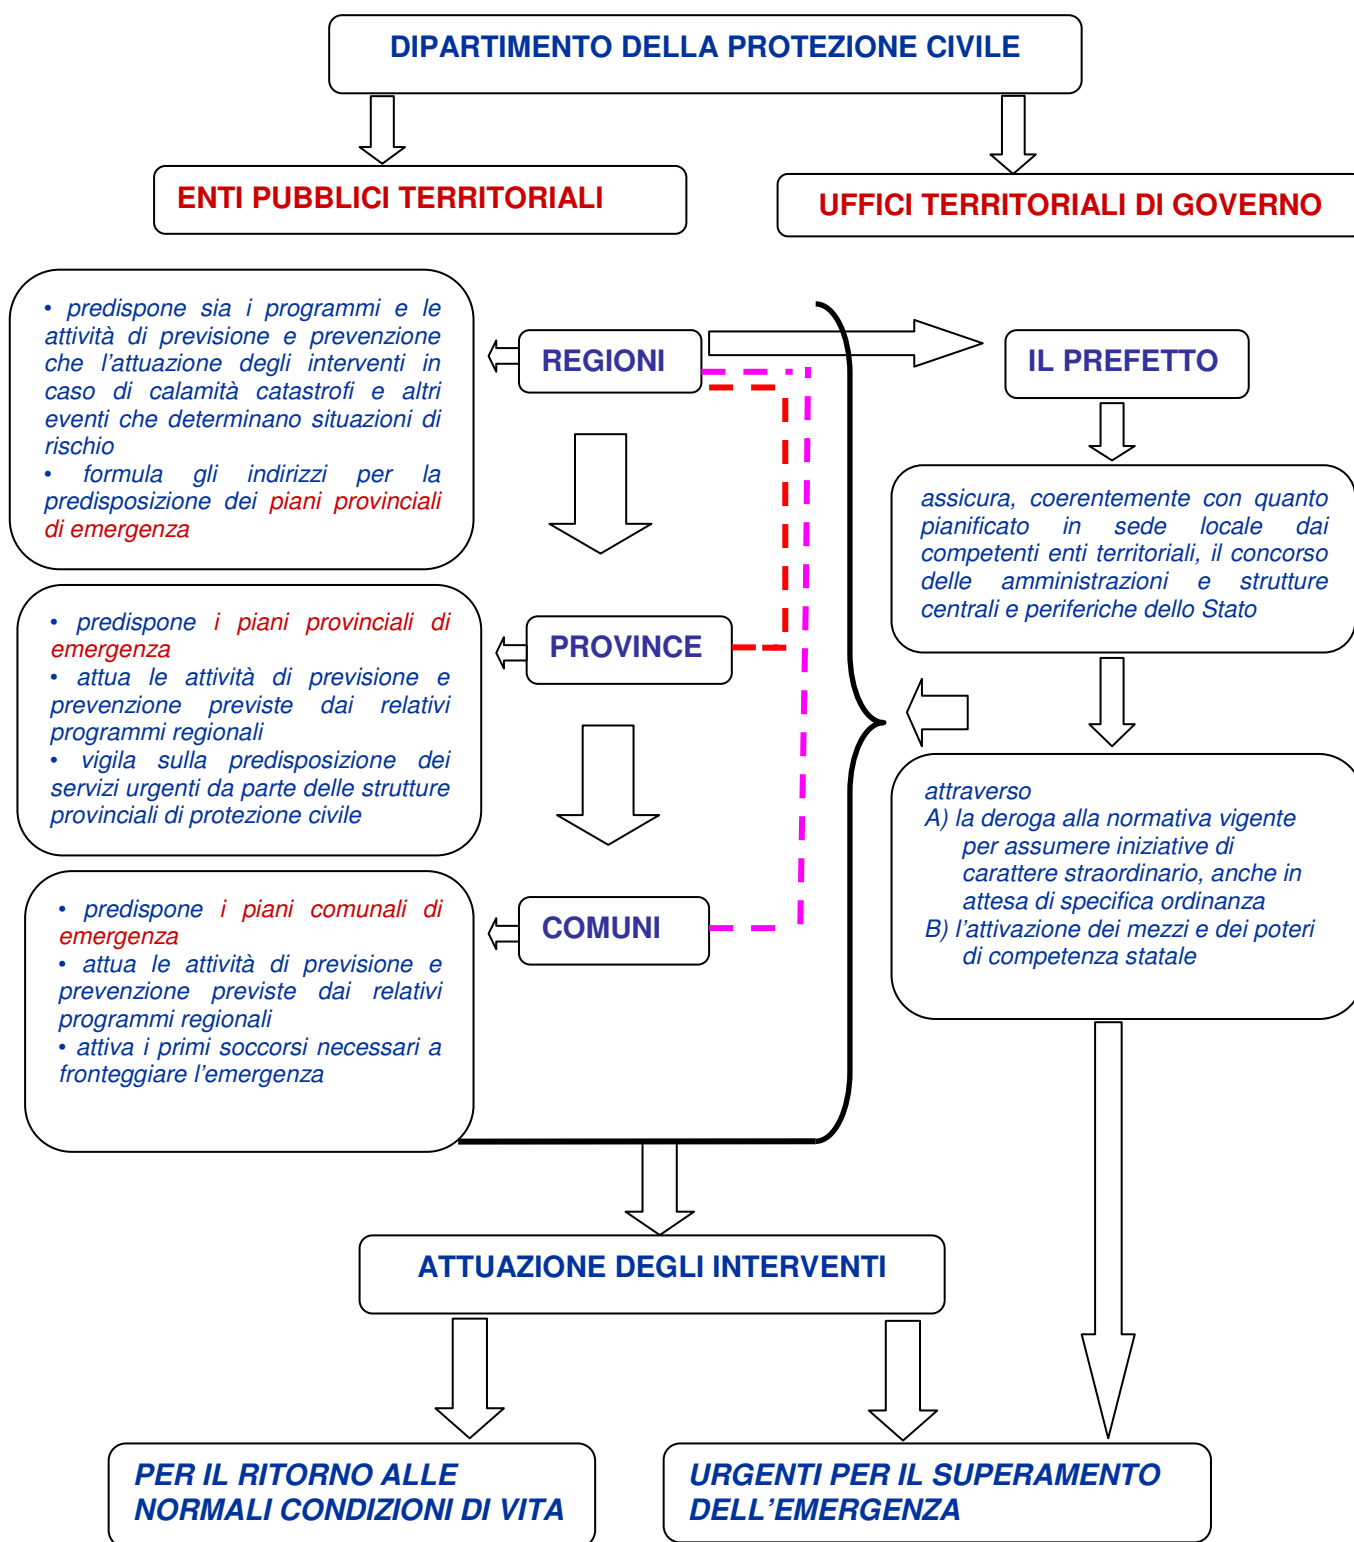 DIPARTIMENTO DELLA PROTEZIONE CIVILE
ENTI PUBBLICI TERRITORIALI
UFFICI TERRITORIALI DI GOVERNO
• predispone sia i programmi e le
attività di previsione e prevenzione
che l'attuazione degli interventi in
caso di calamità catastrofi e altri
eventi che determinano situazioni di
rischio
• formula gli indirizzi per la
predisposizione dei piani provinciali
di emergenza
REGIONI
IL PREFETTO
assicura, coerentemente con quanto
pianificato in sede locale dai
competenti enti territoriali, il concorso
delle amministrazioni e strutture
centrali e periferiche dello Stato
• predispone i piani provinciali di
emergenza
• attua le attività di previsione e
prevenzione previste dai relativi
programmi regionali
• vigila sulla predisposizione dei
servizi urgenti da parte delle strutture
provinciali di protezione civile
PROVINCE
attraverso
A) la deroga alla normativa vigente
per assumere iniziative di
carattere straordinario, anche in
attesa di specifica ordinanza
B) l'attivazione dei mezzi e dei poteri
di competenza statale
• predispone i piani comunali di
emergenza
• attua le attività di previsione e
prevenzione previste dai relativi
programmi regionali
• attiva i primi soccorsi necessari a
fronteggiare l'emergenza
COMUNI
ATTUAZIONE DEGLI INTERVENTI
PER IL RITORNO ALLE
NORMALI CONDIZIONI DI VITA
URGENTI PER IL SUPERAMENTO
DELL'EMERGENZA